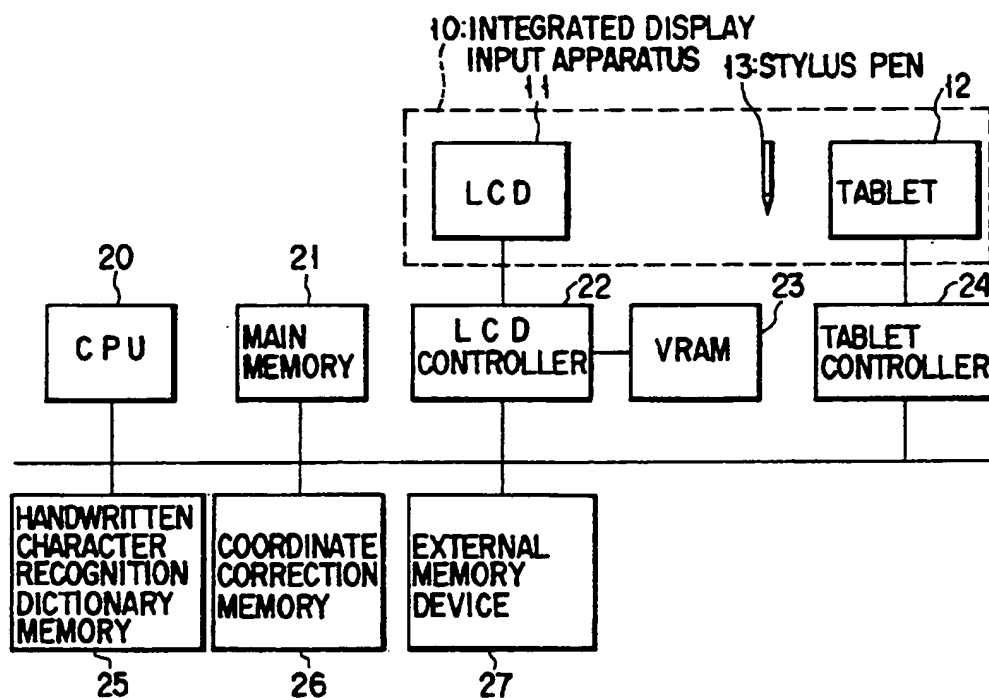 10:INTEGRATED DISPLAY
INPUT APPARATUS
11
13:STYLUS PEN
12
LCD
TABLET
20
21
22
23
24
CPU
MAIN
MEMORY
LCD
CONTROLLER
VRAM
TABLET
CONTROLLER
HANDWRITTEN
CHARACTER
RECOGNITION
DICTIONARY
MEMORY
COORDINATE
CORRECTION
MEMORY
EXTERNAL
MEMORY
DEVICE
25
26
27